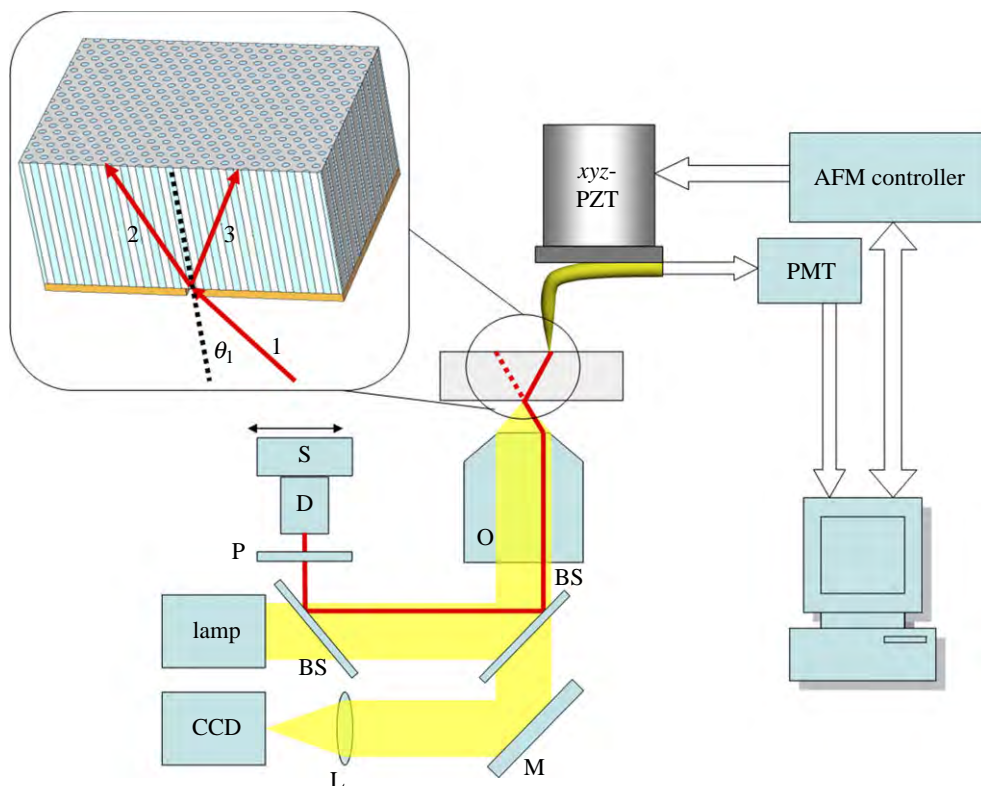 2
3
θ1
1
xyz-
PZT
AFM controller
PMT
S
D
P
O
BS
lamp
BS
CCD
L
M